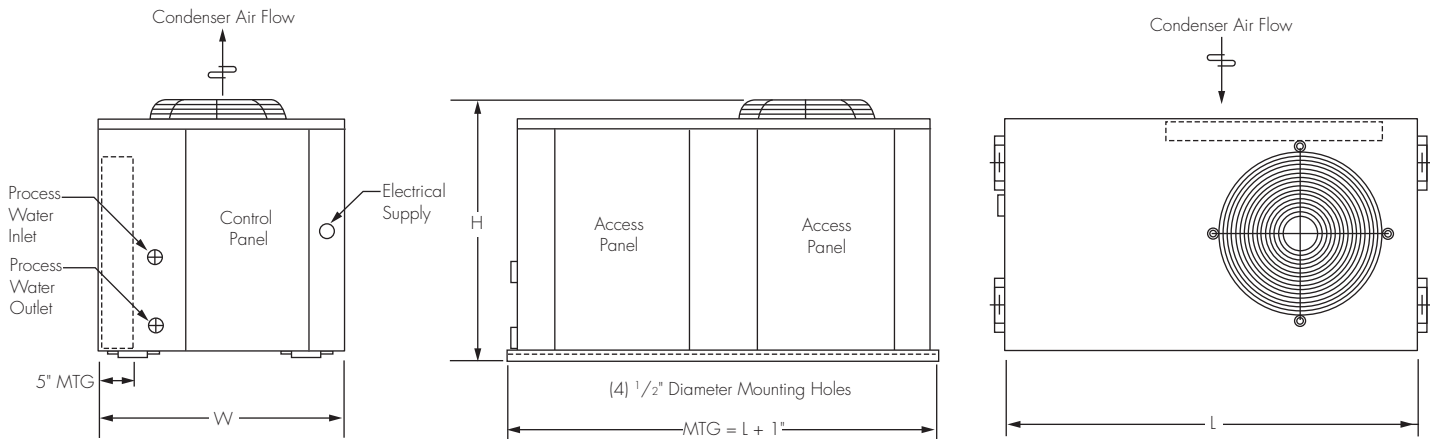 Condenser Air Flow
Process
Water
Inlet
Process
Water
Outlet
Control
Panel
Electrical
Supply
5" MTG
W
H
Access
Panel
Access
Panel
(4) 1/2" Diameter Mounting Holes
MTG = L + 1"
Condenser Air Flow
L